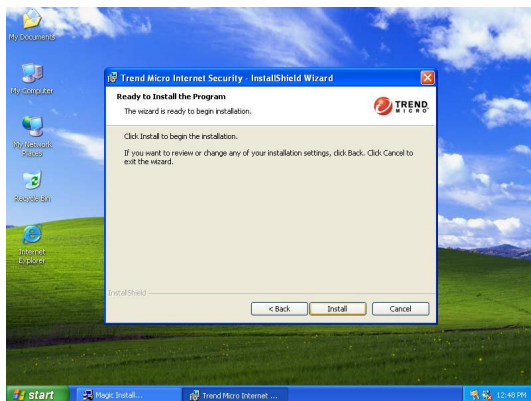 My Documents
My Computer
My Network
Places
Recycle Bin
Internet
Explorer
Trend Micro Internet Security - InstallShield Wizard
Ready to Install the Program
The wizard is ready to begin installation.
TREND
MICRO
Click Install to begin the installation.
If you want to review or change any of your installation settings, click Back. Click Cancel to
exit the wizard.
InstallShield
< Back
Install
Cancel
start
Magic Install...
Trend Micro Internet ...
12:48 PM